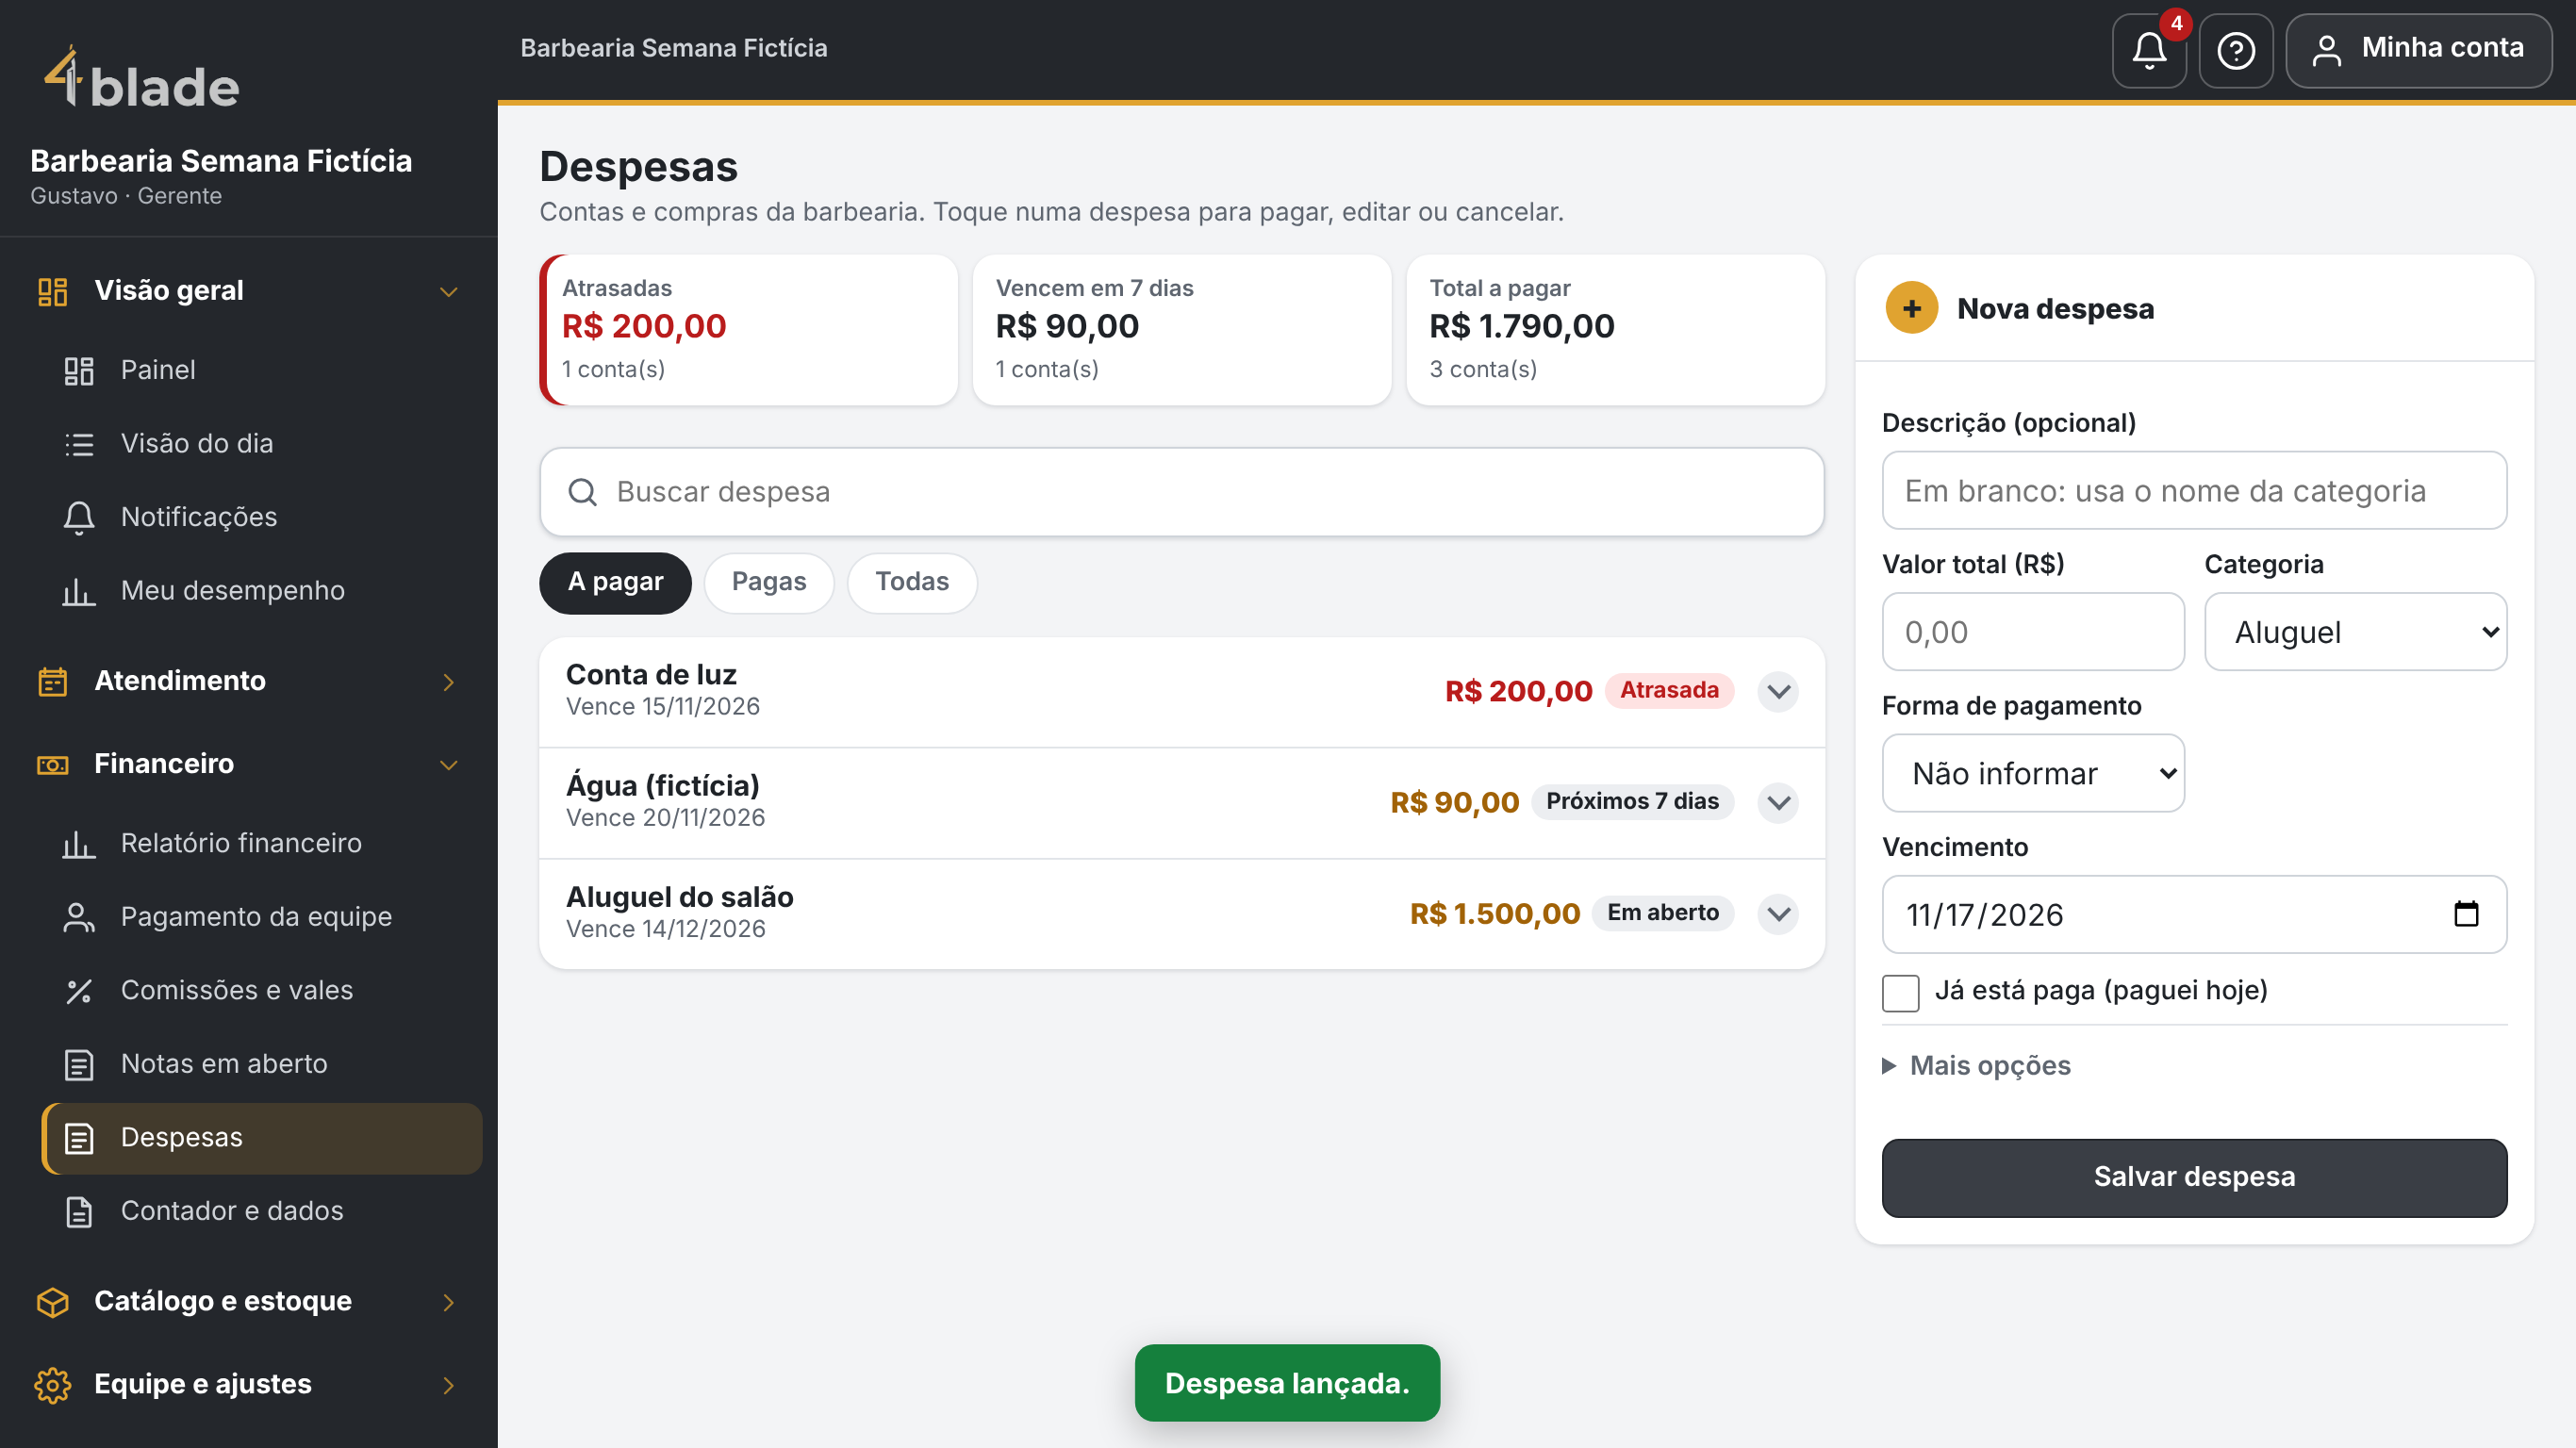 4blade
Barbearia Semana Fictícia
Gustavo · Gerente
Visão geral
Painel
Visão do dia
Notificações
Meu desempenho
Atendimento
Financeiro
Relatório financeiro
Pagamento da equipe
Comissões e vales
Notas em aberto
Despesas
Contador e dados
Catálogo e estoque
Equipe e ajustes
Barbearia Semana Fictícia
4
Minha conta
Despesas
Contas e compras da barbearia. Toque numa despesa para pagar, editar ou cancelar.
Atrasadas
R$ 200,00
1 conta(s)
Vencem em 7 dias
R$ 90,00
1 conta(s)
Total a pagar
R$ 1.790,00
3 conta(s)
Buscar despesa
A pagar
Pagas
Todas
Conta de luz
Vence 15/11/2026
R$ 200,00
Atrasada
Água (fictícia)
Vence 20/11/2026
R$ 90,00
Próximos 7 dias
Aluguel do salão
Vence 14/12/2026
R$ 1.500,00
Em aberto
+
Nova despesa
Descrição (opcional)
Em branco: usa o nome da categoria
Valor total (R$)
0,00
Categoria
Aluguel
Forma de pagamento
Não informar
Vencimento
11/17/2026
Já está paga (paguei hoje)
Mais opções
Salvar despesa
Despesa lançada.